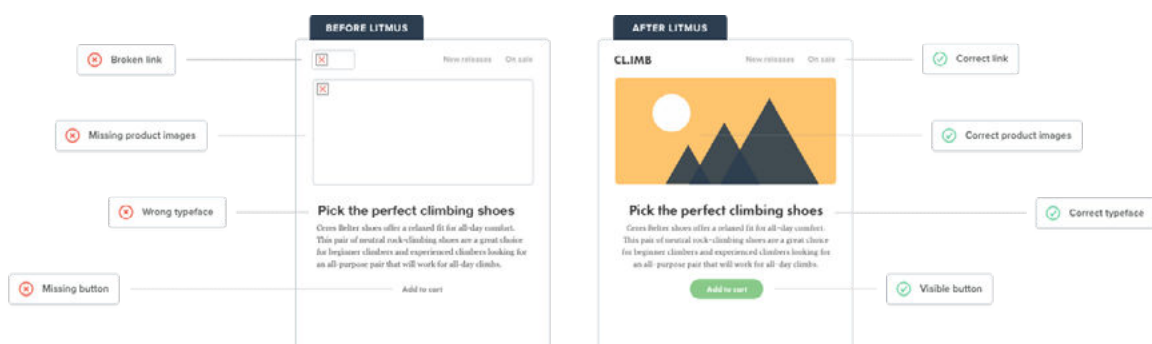 BEFORE LITMUS
Broken link
New releases On sale
Missing product images
Wrong typeface
Pick the perfect climbing shoes
Ceres Belter shoes offer a relaxed fit for all-day comfort.
This pair of neutral rock-climbing shoes are a great choice
for beginner climbers and experienced climbers looking for
an all-purpose pair that will work for all-day climbs.
Missing button
Add to cart
AFTER LITMUS
CL.IMB
New releases On sale
Correct link
Correct product images
Pick the perfect climbing shoes
Correct typeface
Ceres Belter shoes offer a relaxed fit for all-day comfort.
This pair of neutral rock-climbing shoes are a great choice
for beginner climbers and experienced climbers looking for
an all-purpose pair that will work for all-day climbs.
Add to cart
Visible button